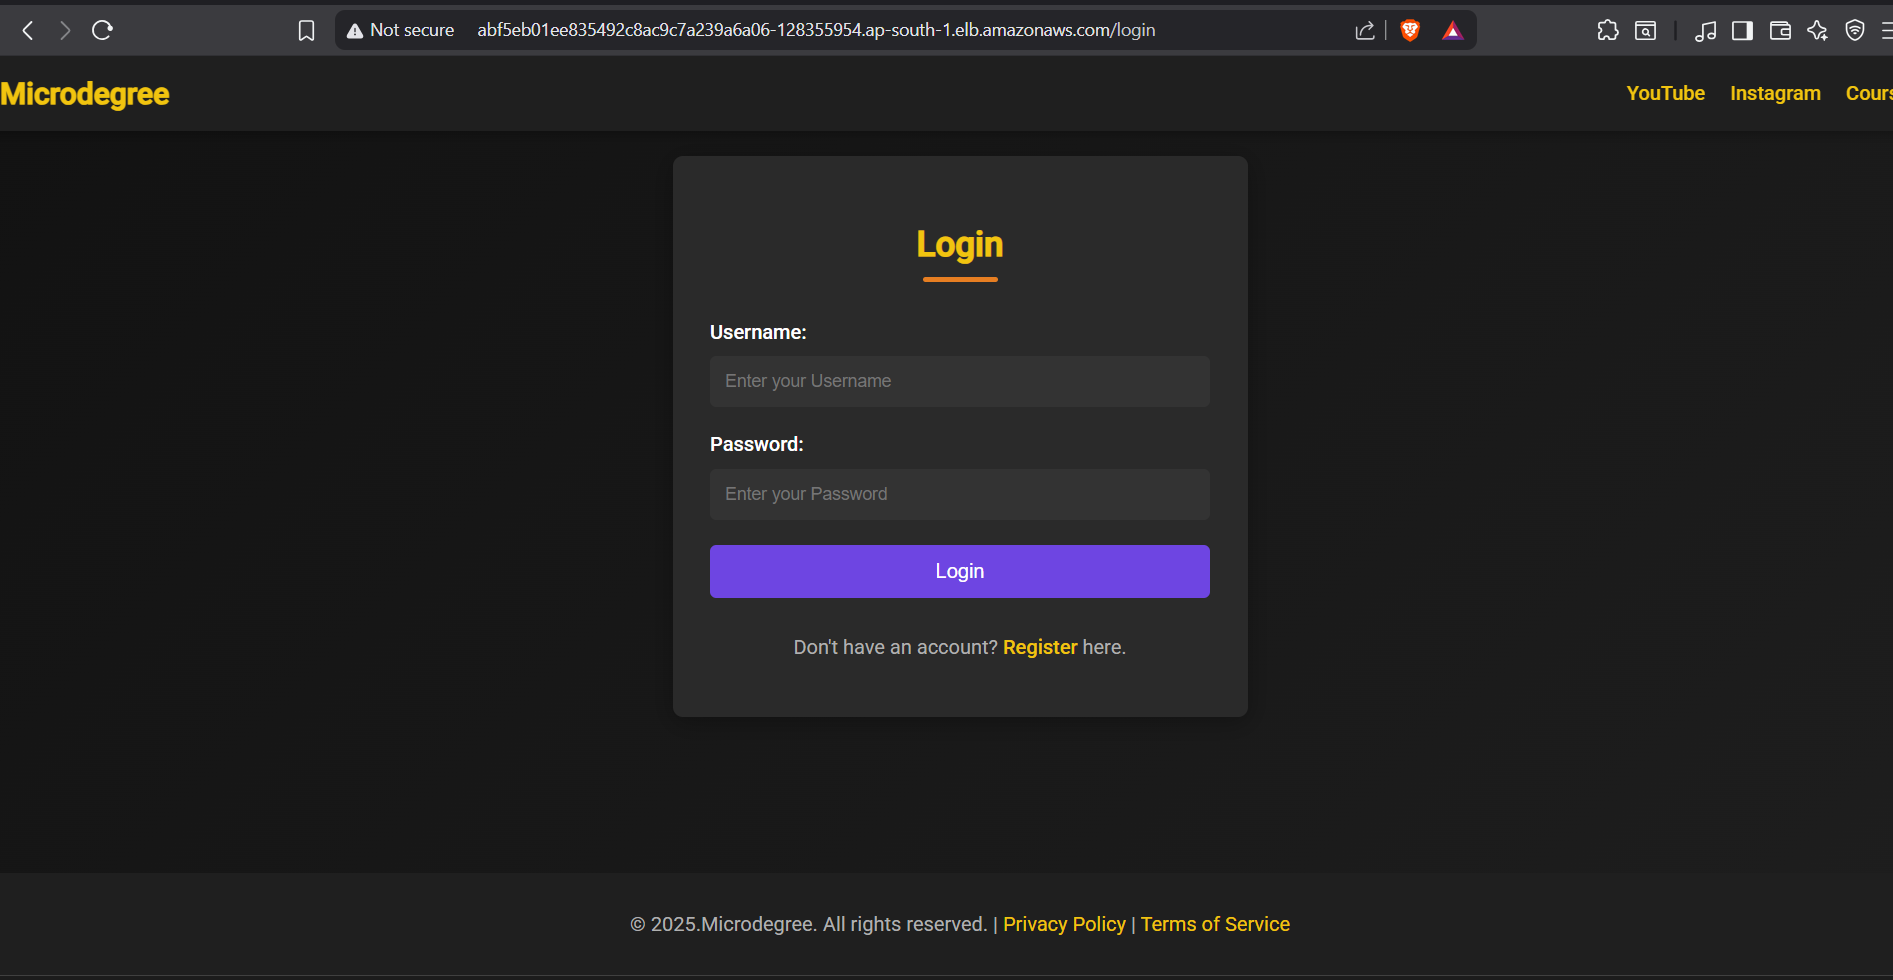 Not secure abf5eb01ee835492c8ac9c7a239a6a06-128355954.ap-south-1.elb.amazonaws.com/login
Microdegree
YouTube Instagram Cours
Login
Username:
Enter your Username
Password:
Enter your Password
Login
Don't have an account? Register here.
© 2025.Microdegree. All rights reserved. | Privacy Policy | Terms of Service